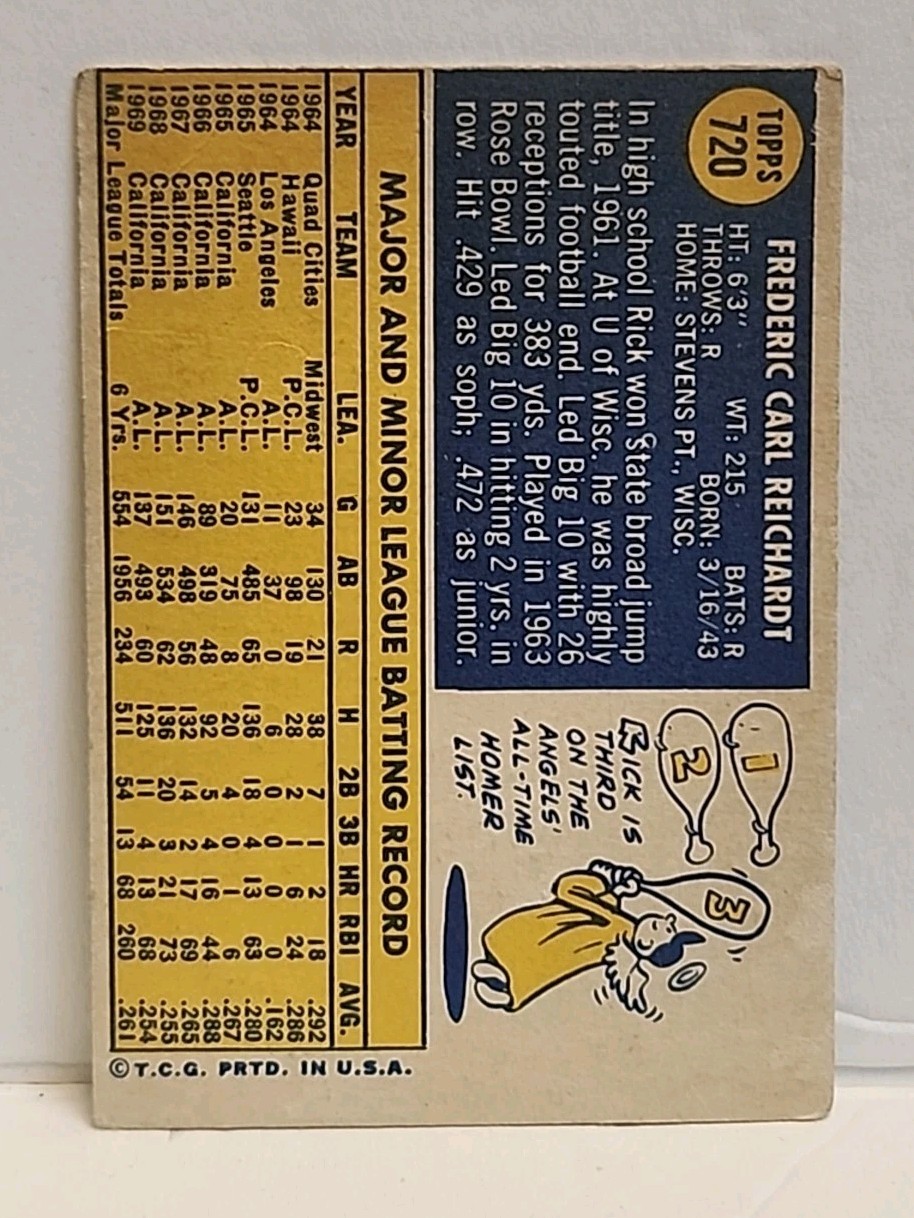 TOPPS
720
FREDERIC CARL REICHARDT
HT: 6'3" WT: 215 BATS: R
THROWS: R BORN: 3/16/43
HOME: STEVENS PT., WISC.
In high school Rick won State broad jump
title, 1961. At U of Wisc. he was highly
touted football end. Led Big 10 with 26
receptions for 383 yds. Played in 1963
Rose Bowl. Led Big 10 in hitting 2 yrs. in
row. Hit .429 as soph; .472 as junior.
1
2
3
RICK IS
THIRD
ON THE
ANGELS'
ALL-TIME
HOMER
LIST.
MAJOR AND MINOR LEAGUE BATTING RECORD
YEAR TEAM LEA. G AB R H 2B 3B HR RBI AVG.
1964 Quad Cities Midwest 34 130 21 38 7 1 2 18 .292
1964 Hawaii P.C.L. 23 98 19 28 2 1 6 24 .286
1964 Los Angeles A.L. 11 37 0 6 0 0 0 0 .162
1965 Seattle P.C.L. 131 485 65 136 18 4 13 63 .280
1965 California A.L. 20 75 8 20 4 0 1 6 .267
1966 California A.L. 89 319 48 92 5 4 16 44 .288
1967 California A.L. 146 498 56 132 14 2 17 69 .265
1968 California A.L. 151 534 62 136 20 3 21 73 .255
1969 California A.L. 137 493 60 125 11 4 13 68 .254
Major League Totals 6 Yrs. 554 1956 234 511 54 13 68 260 .261
©T.C.G. PRTD. IN U.S.A.